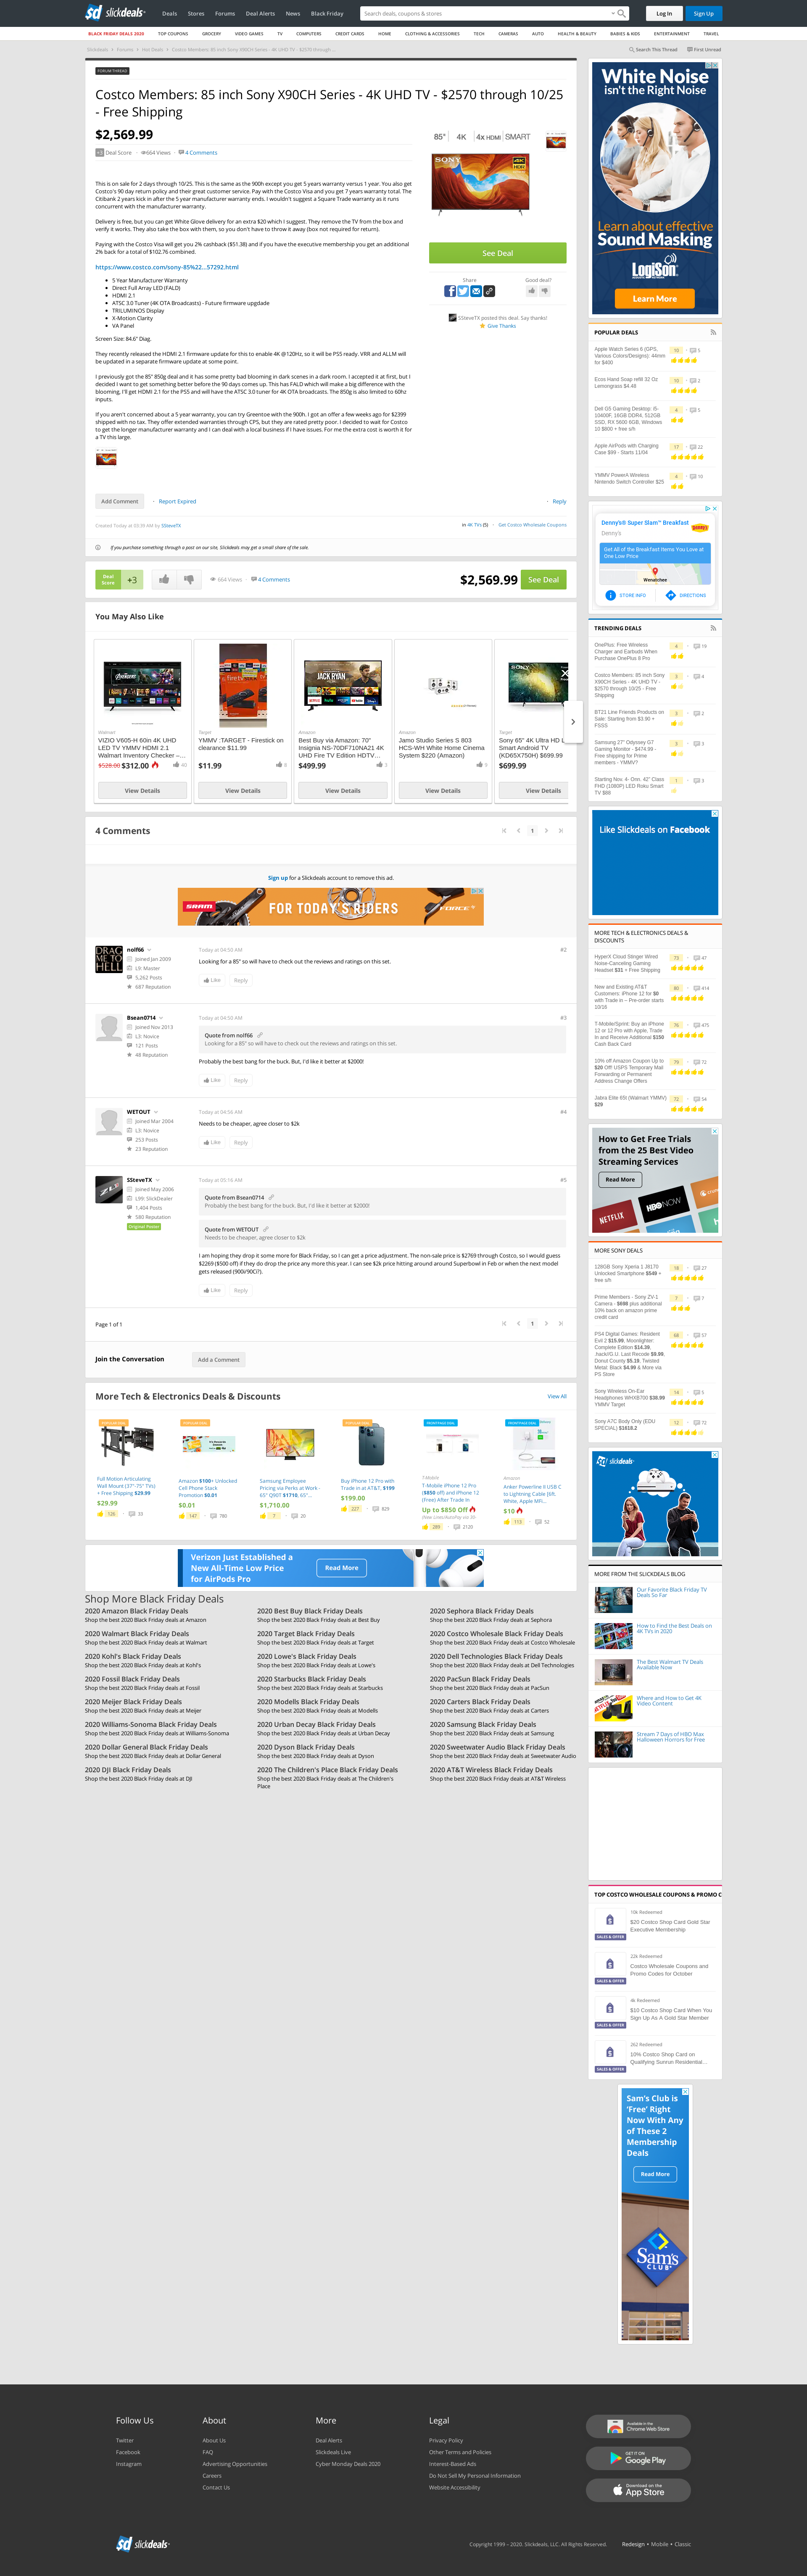 slickdeals
Deals Stores Forums Deal Alerts News Black Friday
Search deals, coupons & stores
Log In
Sign Up
BLACK FRIDAY DEALS 2020 TOP COUPONS GROCERY VIDEO GAMES TV COMPUTERS CREDIT CARDS HOME CLOTHING & ACCESSORIES TECH CAMERAS AUTO HEALTH & BEAUTY BABIES & KIDS ENTERTAINMENT TRAVEL
Slickdeals > Forums > Hot Deals > Costco Members: 85 inch Sony X90CH Series - 4K UHD TV - $2570 through ...
Search This Thread First Unread
FORUM THREAD
Costco Members: 85 inch Sony X90CH Series - 4K UHD TV - $2570 through 10/25
- Free Shipping
$2,569.99
+3 Deal Score 664 Views 4 Comments
85" 4K 4x HDMI SMART
SONY
See Deal
Share
Good deal?
SSteveTX posted this deal. Say thanks!
Give Thanks
This is on sale for 2 days through 10/25. This is the same as the 900h except you get 5 years warranty versus 1 year. You also get
Costco's 90 day return policy and their great customer service. Pay with the Costco Visa and you get 7 years warranty total. The
Citibank 2 years kick in after the 5 year manufacturer warranty ends. I wouldn't suggest a Square Trade warranty as it runs
concurrent with the manufacturer warranty.
Delivery is free, but you can get White Glove delivery for an extra $20 which I suggest. They remove the TV from the box and
verify it works. They also take the box with them, so you don't have to throw it away (box not required for return).
Paying with the Costco Visa will get you 2% cashback ($51.38) and if you have the executive membership you get an additional
2% back for a total of $102.76 combined.
https://www.costco.com/sony-85%22...57292.html
• 5 Year Manufacturer Warranty
• Direct Full Array LED (FALD)
• HDMI 2.1
• ATSC 3.0 Tuner (4K OTA Broadcasts) - Future firmware upgdade
• TRILUMINOS Display
• X-Motion Clarity
• VA Panel
Screen Size: 84.6" Diag.
They recently released the HDMI 2.1 firmware update for this to enable 4K @120Hz, so it will be PS5 ready. VRR and ALLM will
be updated in a separate firmware update at some point.
I previously got the 85" 850g deal and it has some pretty bad blooming in dark scenes in a dark room. I accepted it at first, but I
decided I want to get something better before the 90 days comes up. This has FALD which will make a big difference with the
blooming, I'll get HDMI 2.1 for the PS5 and will have the ATSC 3.0 tuner for 4K OTA broadcasts. The 850g is also limited to 60hz
inputs.
If you aren't concerned about a 5 year warranty, you can try Greentoe with the 900h. I got an offer a few weeks ago for $2399
shipped with no tax. They offer extended warranties through CPS, but they are rated pretty poor. I decided to wait for Costco
to get the longer manufacturer warranty and I can deal with a local business if I have issues. For me the extra cost is worth it for
a TV this large.
Add Comment Report Expired
Reply
Created Today at 03:39 AM by SSteveTX
in 4K TVs (5) Get Costco Wholesale Coupons
If you purchase something through a post on our site, Slickdeals may get a small share of the sale.
Deal Score +3
664 Views 4 Comments
$2,569.99 See Deal
You May Also Like
Walmart
VIZIO V605-H 60in 4K UHD
LED TV YMMV HDMI 2.1
Walmart Inventory Checker –...
$528.00 $312.00
View Details
Target
YMMV :TARGET - Firestick on
clearance $11.99
$11.99
View Details
JACK RYAN
Amazon
Best Buy via Amazon: 70"
Insignia NS-70DF710NA21 4K
UHD Fire TV Edition HDTV...
$499.99
View Details
Amazon
Jamo Studio Series S 803
HCS-WH White Home Cinema
System $220 (Amazon)
View Details
Target
Sony 65" 4K Ultra HD L
Smart Android TV
(XD65X750H) $699.99
$699.99
View Details
4 Comments
1
Sign up for a Slickdeals account to remove this ad.
SRAM FOR TODAY'S RIDERS FORCE
nolf66
Joined Jan 2009
L9: Master
5,262 Posts
687 Reputation
Today at 04:50 AM #2
Looking for a 85" so will have to check out the reviews and ratings on this set.
Like Reply
Bsean0714
Joined Nov 2013
L3: Novice
121 Posts
48 Reputation
Today at 04:50 AM #3
Quote from nolf66
Looking for a 85" so will have to check out the reviews and ratings on this set.
Probably the best bang for the buck. But, I'd like it better at $2000!
Like Reply
WETOUT
Joined Mar 2004
L3: Novice
253 Posts
23 Reputation
Today at 04:56 AM #4
Needs to be cheaper, agree closer to $2k
Like Reply
SSteveTX
Joined May 2006
L99: SlickDealer
1,404 Posts
580 Reputation
Original Poster
Today at 05:16 AM #5
Quote from Bsean0714
Probably the best bang for the buck. But, I'd like it better at $2000!
Quote from WETOUT
Needs to be cheaper, agree closer to $2k
I am hoping they drop it some more for Black Friday, so I can get a price adjustment. The non-sale price is $2769 through Costco, so I would guess
$2269 ($500 off) if they do drop the price any more this year. I can see $2k price hitting around around Superbowl in Feb or when the next model
gets released (900i/90CI?).
Like Reply
Page 1 of 1
1
Join the Conversation Add a Comment
More Tech & Electronics Deals & Discounts
View All
Full Motion Articulating
Wall Mount (37"-75" TVs)
+ Free Shipping $29.99
$29.99
126 33
Amazon $100+ Unlocked
Cell Phone Stack
Promotion $0.01
$0.01
147 780
Samsung Employee
Pricing via Perks at Work -
65" Q90T $1710, 65"...
$1,710.00
7 20
Buy iPhone 12 Pro with
Trade in at AT&T. $199
$199.00
227 829
T-Mobile
T-Mobile iPhone 12 Pro
($850 off) and iPhone 12
(Free) After Trade In
Up to $850 Off
289 2120
Amazon
Anker Powerline II USB C
to Lightning Cable [6ft,
White, Apple MFi...
$10
113 52
Verizon Just Established a
New All-Time Low Price
for AirPods Pro
Read More
Shop More Black Friday Deals
2020 Amazon Black Friday Deals
Shop the best 2020 Black Friday deals at Amazon
2020 Best Buy Black Friday Deals
Shop the best 2020 Black Friday deals at Best Buy
2020 Sephora Black Friday Deals
Shop the best 2020 Black Friday deals at Sephora
2020 Walmart Black Friday Deals
Shop the best 2020 Black Friday deals at Walmart
2020 Target Black Friday Deals
Shop the best 2020 Black Friday deals at Target
2020 Costco Wholesale Black Friday Deals
Shop the best 2020 Black Friday deals at Costco Wholesale
2020 Kohl's Black Friday Deals
Shop the best 2020 Black Friday deals at Kohl's
2020 Lowe's Black Friday Deals
Shop the best 2020 Black Friday deals at Lowe's
2020 Dell Technologies Black Friday Deals
Shop the best 2020 Black Friday deals at Dell Technologies
2020 Fossil Black Friday Deals
Shop the best 2020 Black Friday deals at Fossil
2020 Starbucks Black Friday Deals
Shop the best 2020 Black Friday deals at Starbucks
2020 PacSun Black Friday Deals
Shop the best 2020 Black Friday deals at PacSun
2020 Meijer Black Friday Deals
Shop the best 2020 Black Friday deals at Meijer
2020 Modells Black Friday Deals
Shop the best 2020 Black Friday deals at Modells
2020 Carters Black Friday Deals
Shop the best 2020 Black Friday deals at Carters
2020 Williams-Sonoma Black Friday Deals
Shop the best 2020 Black Friday deals at Williams-Sonoma
2020 Urban Decay Black Friday Deals
Shop the best 2020 Black Friday deals at Urban Decay
2020 Samsung Black Friday Deals
Shop the best 2020 Black Friday deals at Samsung
2020 Dollar General Black Friday Deals
Shop the best 2020 Black Friday deals at Dollar General
2020 Dyson Black Friday Deals
Shop the best 2020 Black Friday deals at Dyson
2020 Sweetwater Audio Black Friday Deals
Shop the best 2020 Black Friday deals at Sweetwater Audio
2020 DJI Black Friday Deals
Shop the best 2020 Black Friday deals at DJI
2020 The Children's Place Black Friday Deals
Shop the best 2020 Black Friday deals at The Children's
Place
2020 AT&T Wireless Black Friday Deals
Shop the best 2020 Black Friday deals at AT&T Wireless
White Noise
isn't the Right Noise
Learn about effective
Sound Masking
LogiSon
Learn More
POPULAR DEALS
Apple Watch Series 6 (GPS,
Various Colors/Designs): 44mm
for $400
Ecos Hand Soap refill 32 Oz
Lemongrass $4.48
Dell G5 Gaming Desktop: i5-
10400F, 16GB DDR4, 512GB
SSD, RX 5600 6GB, Windows
10 $800 + free s/h
Apple AirPods with Charging
Case $99 - Starts 11/04
YMMV PowerA Wireless
Nintendo Switch Controller $25
Denny's® Super Slam™ Breakfast
Denny's
Get All of the Breakfast Items You Love at
One Low Price
Wenatchee
STORE INFO DIRECTIONS
TRENDING DEALS
OnePlus: Free Wireless
Charger and Earbuds When
Purchase OnePlus 8 Pro
Costco Members: 85 inch Sony
X90CH Series - 4K UHD TV -
$2570 through 10/25 - Free
Shipping
BT21 Line Friends Products on
Sale: Starting from $3.90 +
FSSS
Samsung 27" Odyssey G7
Gaming Monitor - $474.99 -
Free shipping for Prime
members - YMMV?
Starting Nov. 4- Onn. 42" Class
FHD (1080P) LED Roku Smart
TV $88
Like Slickdeals on Facebook
MORE TECH & ELECTRONICS DEALS &
DISCOUNTS
HyperX Cloud Stinger Wired
Noise-Canceling Gaming
Headset $31 + Free Shipping
73 47
New and Existing AT&T
Customers: iPhone 12 for $0
with Trade in – Pre-order starts
10/16
80 414
T-Mobile/Sprint: Buy an iPhone
12 or 12 Pro with Apple, Trade
In and Receive Additional $150
Cash Back Card
76 475
10% off Amazon Coupon Up to
$20 Off! USPS Temporary Mail
Forwarding or Permanent
Address Change Offers
79 72
Jabra Elite 65t (Walmart YMMV)
$29
72 54
How to Get Free Trials
from the 25 Best Video
Streaming Services
Read More
NETFLIX HBO NOW
MORE SONY DEALS
128GB Sony Xperia 1 J8170
Unlocked Smartphone $549 +
free s/h
18 27
Prime Members - Sony ZV-1
Camera - $698 plus additional
10% back on amazon prime
credit card
7 7
PS4 Digital Games: Resident
Evil 2 $15.99, Moonlighter:
Complete Edition $14.39,
.hack//G.U. Last Recode $9.99,
Donut County $5.19, Twisted
Metal: Black $4.99 & More via
PS Store
68 37
Sony Wireless On-Ear
Headphones WHXB700 $38.99
YMMV Target
14 5
Sony A7C Body Only (EDU
SPECIAL) $1618.2
12 72
slickdeals
MORE FROM THE SLICKDEALS BLOG
Our Favorite Black Friday TV
Deals So Far
How to Find the Best Deals on
4K TVs in 2020
The Best Walmart TV Deals
Available Now
Where and How to Get 4K
Video Content
Stream 7 Days of HBO Max
Halloween Horrors for Free
TOP COSTCO WHOLESALE COUPONS & PROMO C
10k Redeemed
$20 Costco Shop Card Gold Star
Executive Membership
SALES & OFFER
22k Redeemed
Costco Wholesale Coupons and
Promo Codes for October
SALES & OFFER
4k Redeemed
$10 Costco Shop Card When You
Sign Up As A Gold Star Member
SALES & OFFER
262 Redeemed
10% Costco Shop Card on
Qualifying Sunrun Residential...
SALES & OFFER
Sam's Club is
'Free' Right
Now With Any
of These 2
Membership
Deals
Read More
Sam's
CLUB
Follow Us
Twitter
Facebook
Instagram
About
About Us
FAQ
Advertising Opportunities
Careers
Contact Us
More
Deal Alerts
Slickdeals Live
Cyber Monday Deals 2020
Legal
Privacy Policy
Other Terms and Policies
Interest-Based Ads
Do Not Sell My Personal Information
Website Accessibility
Available in the
Chrome Web Store
GET IT ON
Google Play
Download on the
App Store
slickdeals
Copyright 1999 – 2020. Slickdeals, LLC. All Rights Reserved. Redesign • Mobile • Classic